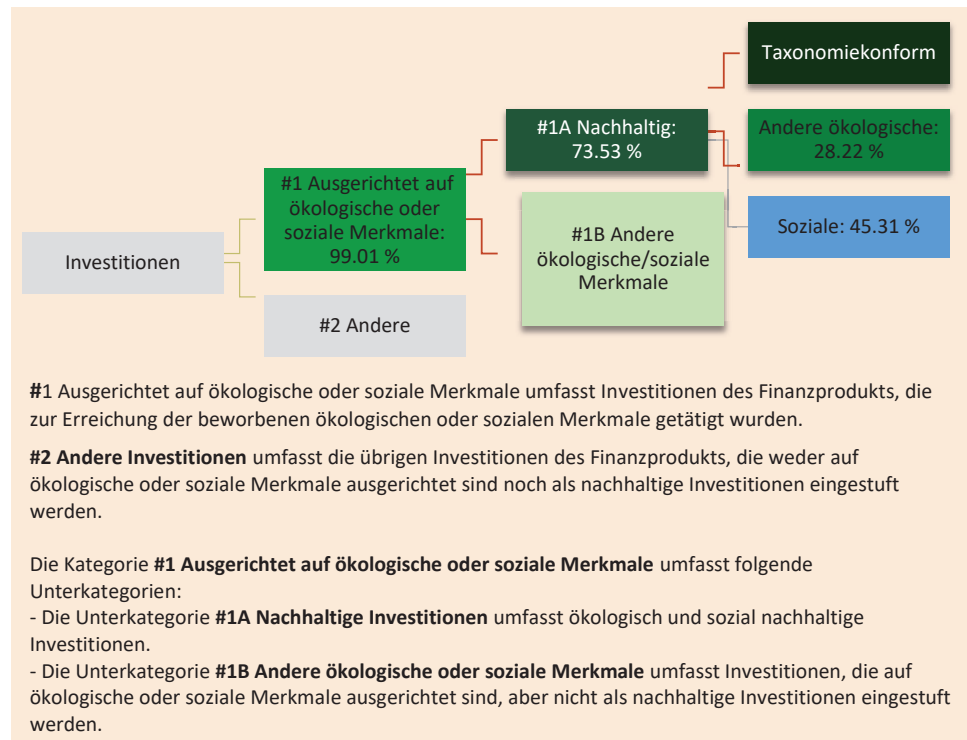 Taxonomiekonform
#1A Nachhaltig:
73.53 %
Andere ökologische:
28.22 %
#1 Ausgerichtet auf
ökologische oder
soziale Merkmale:
99.01 %
#1B Andere
ökologische/soziale
Merkmale
Soziale: 45.31 %
Investitionen
#2 Andere
#1 Ausgerichtet auf ökologische oder soziale Merkmale umfasst Investitionen des Finanzprodukts, die
zur Erreichung der beworbenen ökologischen oder sozialen Merkmale getätigt wurden.
#2 Andere Investitionen umfasst die übrigen Investitionen des Finanzprodukts, die weder auf
ökologische oder soziale Merkmale ausgerichtet sind noch als nachhaltige Investitionen eingestuft
werden.
Die Kategorie #1 Ausgerichtet auf ökologische oder soziale Merkmale umfasst folgende
Unterkategorien:
- Die Unterkategorie #1A Nachhaltige Investitionen umfasst ökologisch und sozial nachhaltige
Investitionen.
- Die Unterkategorie #1B Andere ökologische oder soziale Merkmale umfasst Investitionen, die auf
ökologische oder soziale Merkmale ausgerichtet sind, aber nicht als nachhaltige Investitionen eingestuft
werden.